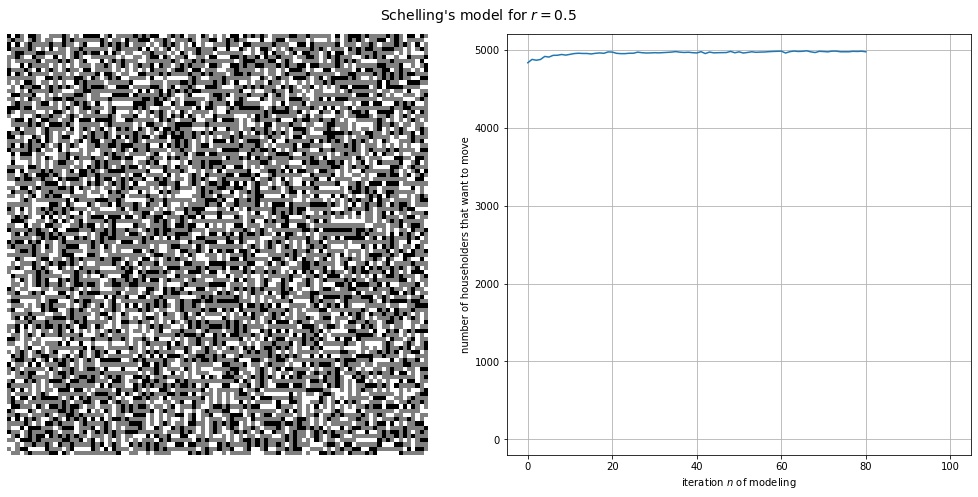 Schelling's model for r = 0.5
number of householders that want to move
5000
4000
3000
2000
1000
0
0 20 40 60 80 100
iteration n of modeling